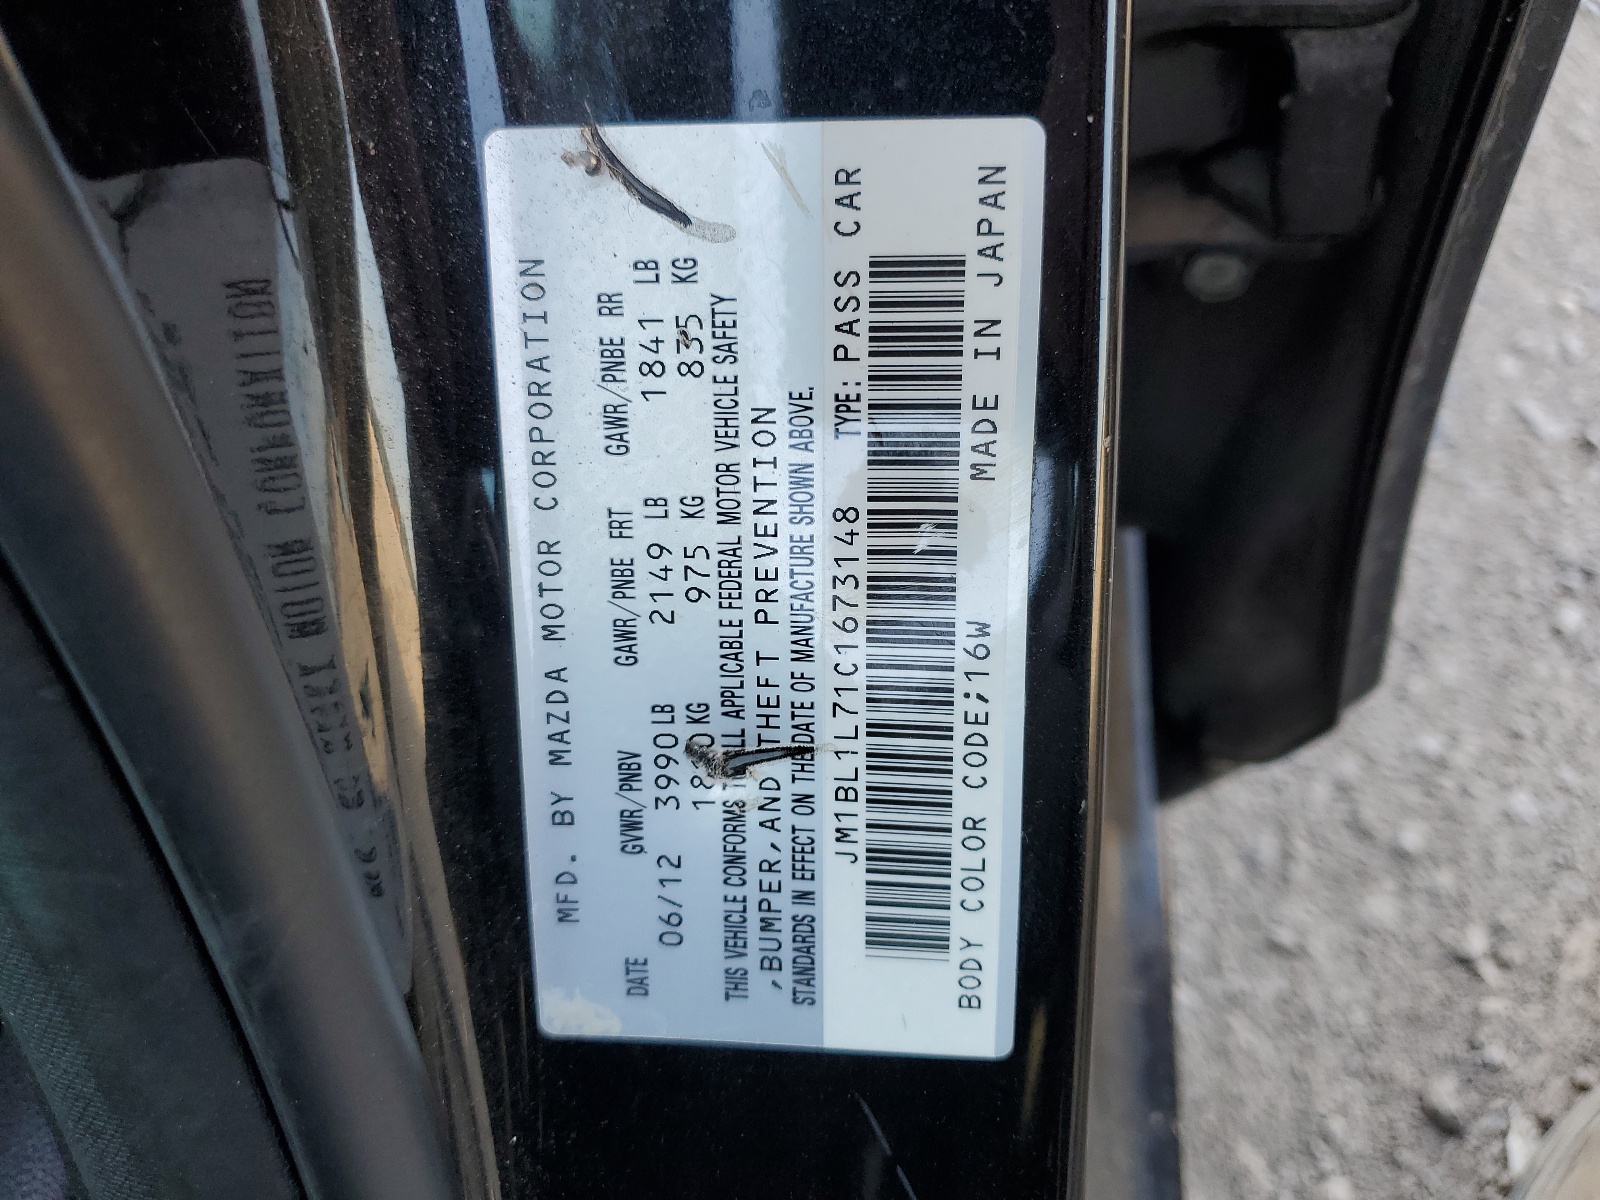 MFD. BY MAZDA MOTOR CORPORATION
DATE GVWR/PNBV GAWR/PNBE FRT GAWR/PNBE RR
06/12 3990LB 2149 LB 1841 LB
KG 975 KG 835 KG
THIS VEHICLE CONFORMS ALL APPLICABLE FEDERAL MOTOR VEHICLE SAFETY
,BUMPER,AND THEFT PREVENTION
STANDARDS IN EFFECT ON THE DATE OF MANUFACTURE SHOWN ABOVE.
JM1BL1L71C1673148 TYPE: PASS CAR
BODY COLOR CODE;16W MADE IN JAPAN